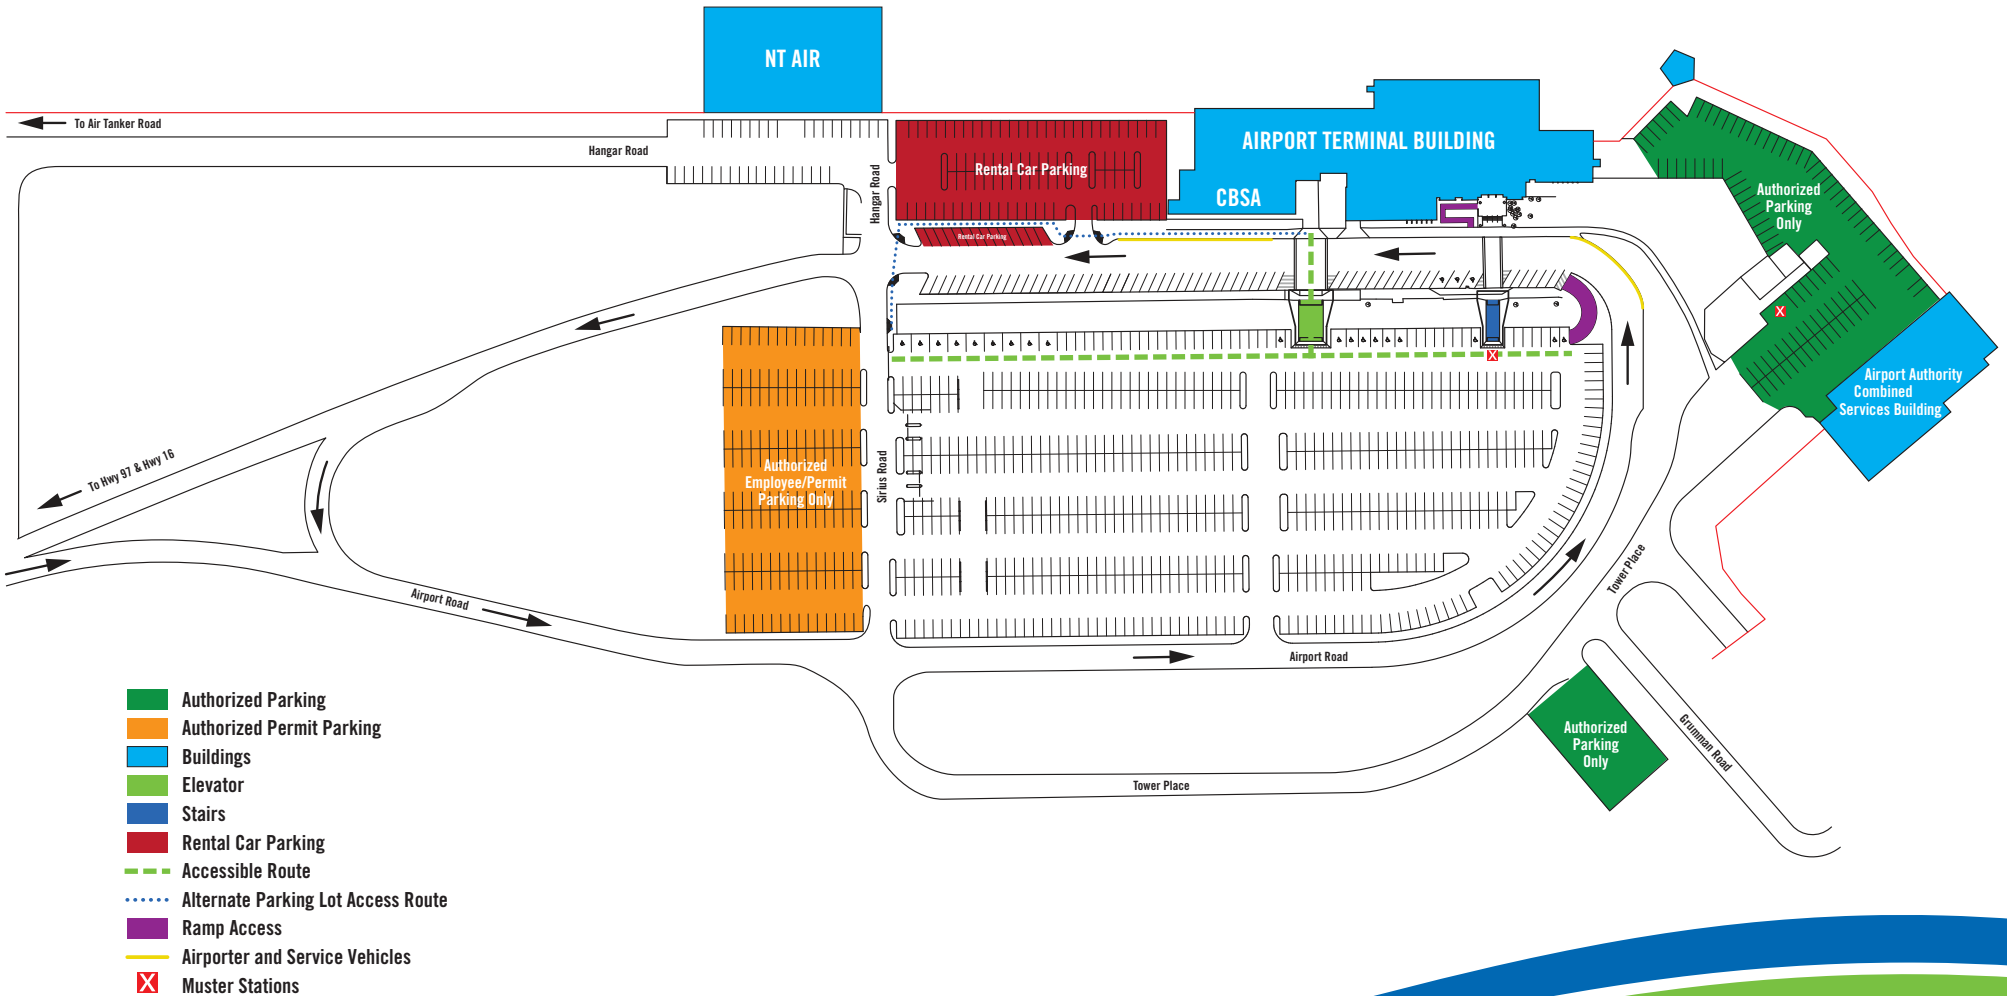 NT AIR
To Air Tanker Road
Hangar Road
Hangar Road
Rental Car Parking
Rental Car Parking
AIRPORT TERMINAL BUILDING
CBSA
Authorized
Parking
Only
Airport Authority
Combined
Services Building
To Hwy 97 & Hwy 16
Authorized
Employee/Permit
Parking Only
Sirius Road
Airport Road
Airport Road
Tower Place
Tower Place
Grumman Road
Authorized
Parking
Only
X
X
Authorized Parking
Authorized Permit Parking
Buildings
Elevator
Stairs
Rental Car Parking
Accessible Route
Alternate Parking Lot Access Route
Ramp Access
Airporter and Service Vehicles
X Muster Stations